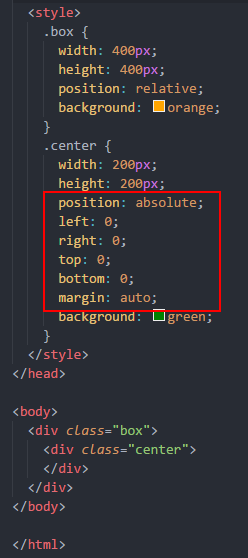 <style>
.box {
width: 400px;
height: 400px;
position: relative;
background: orange;
}
.center {
width: 200px;
height: 200px;
position: absolute;
left: 0;
right: 0;
top: 0;
bottom: 0;
margin: auto;
background: green;
}
</style>
</head>
<body>
<div class="box">
<div class="center">
</div>
</div>
</body>
</html>